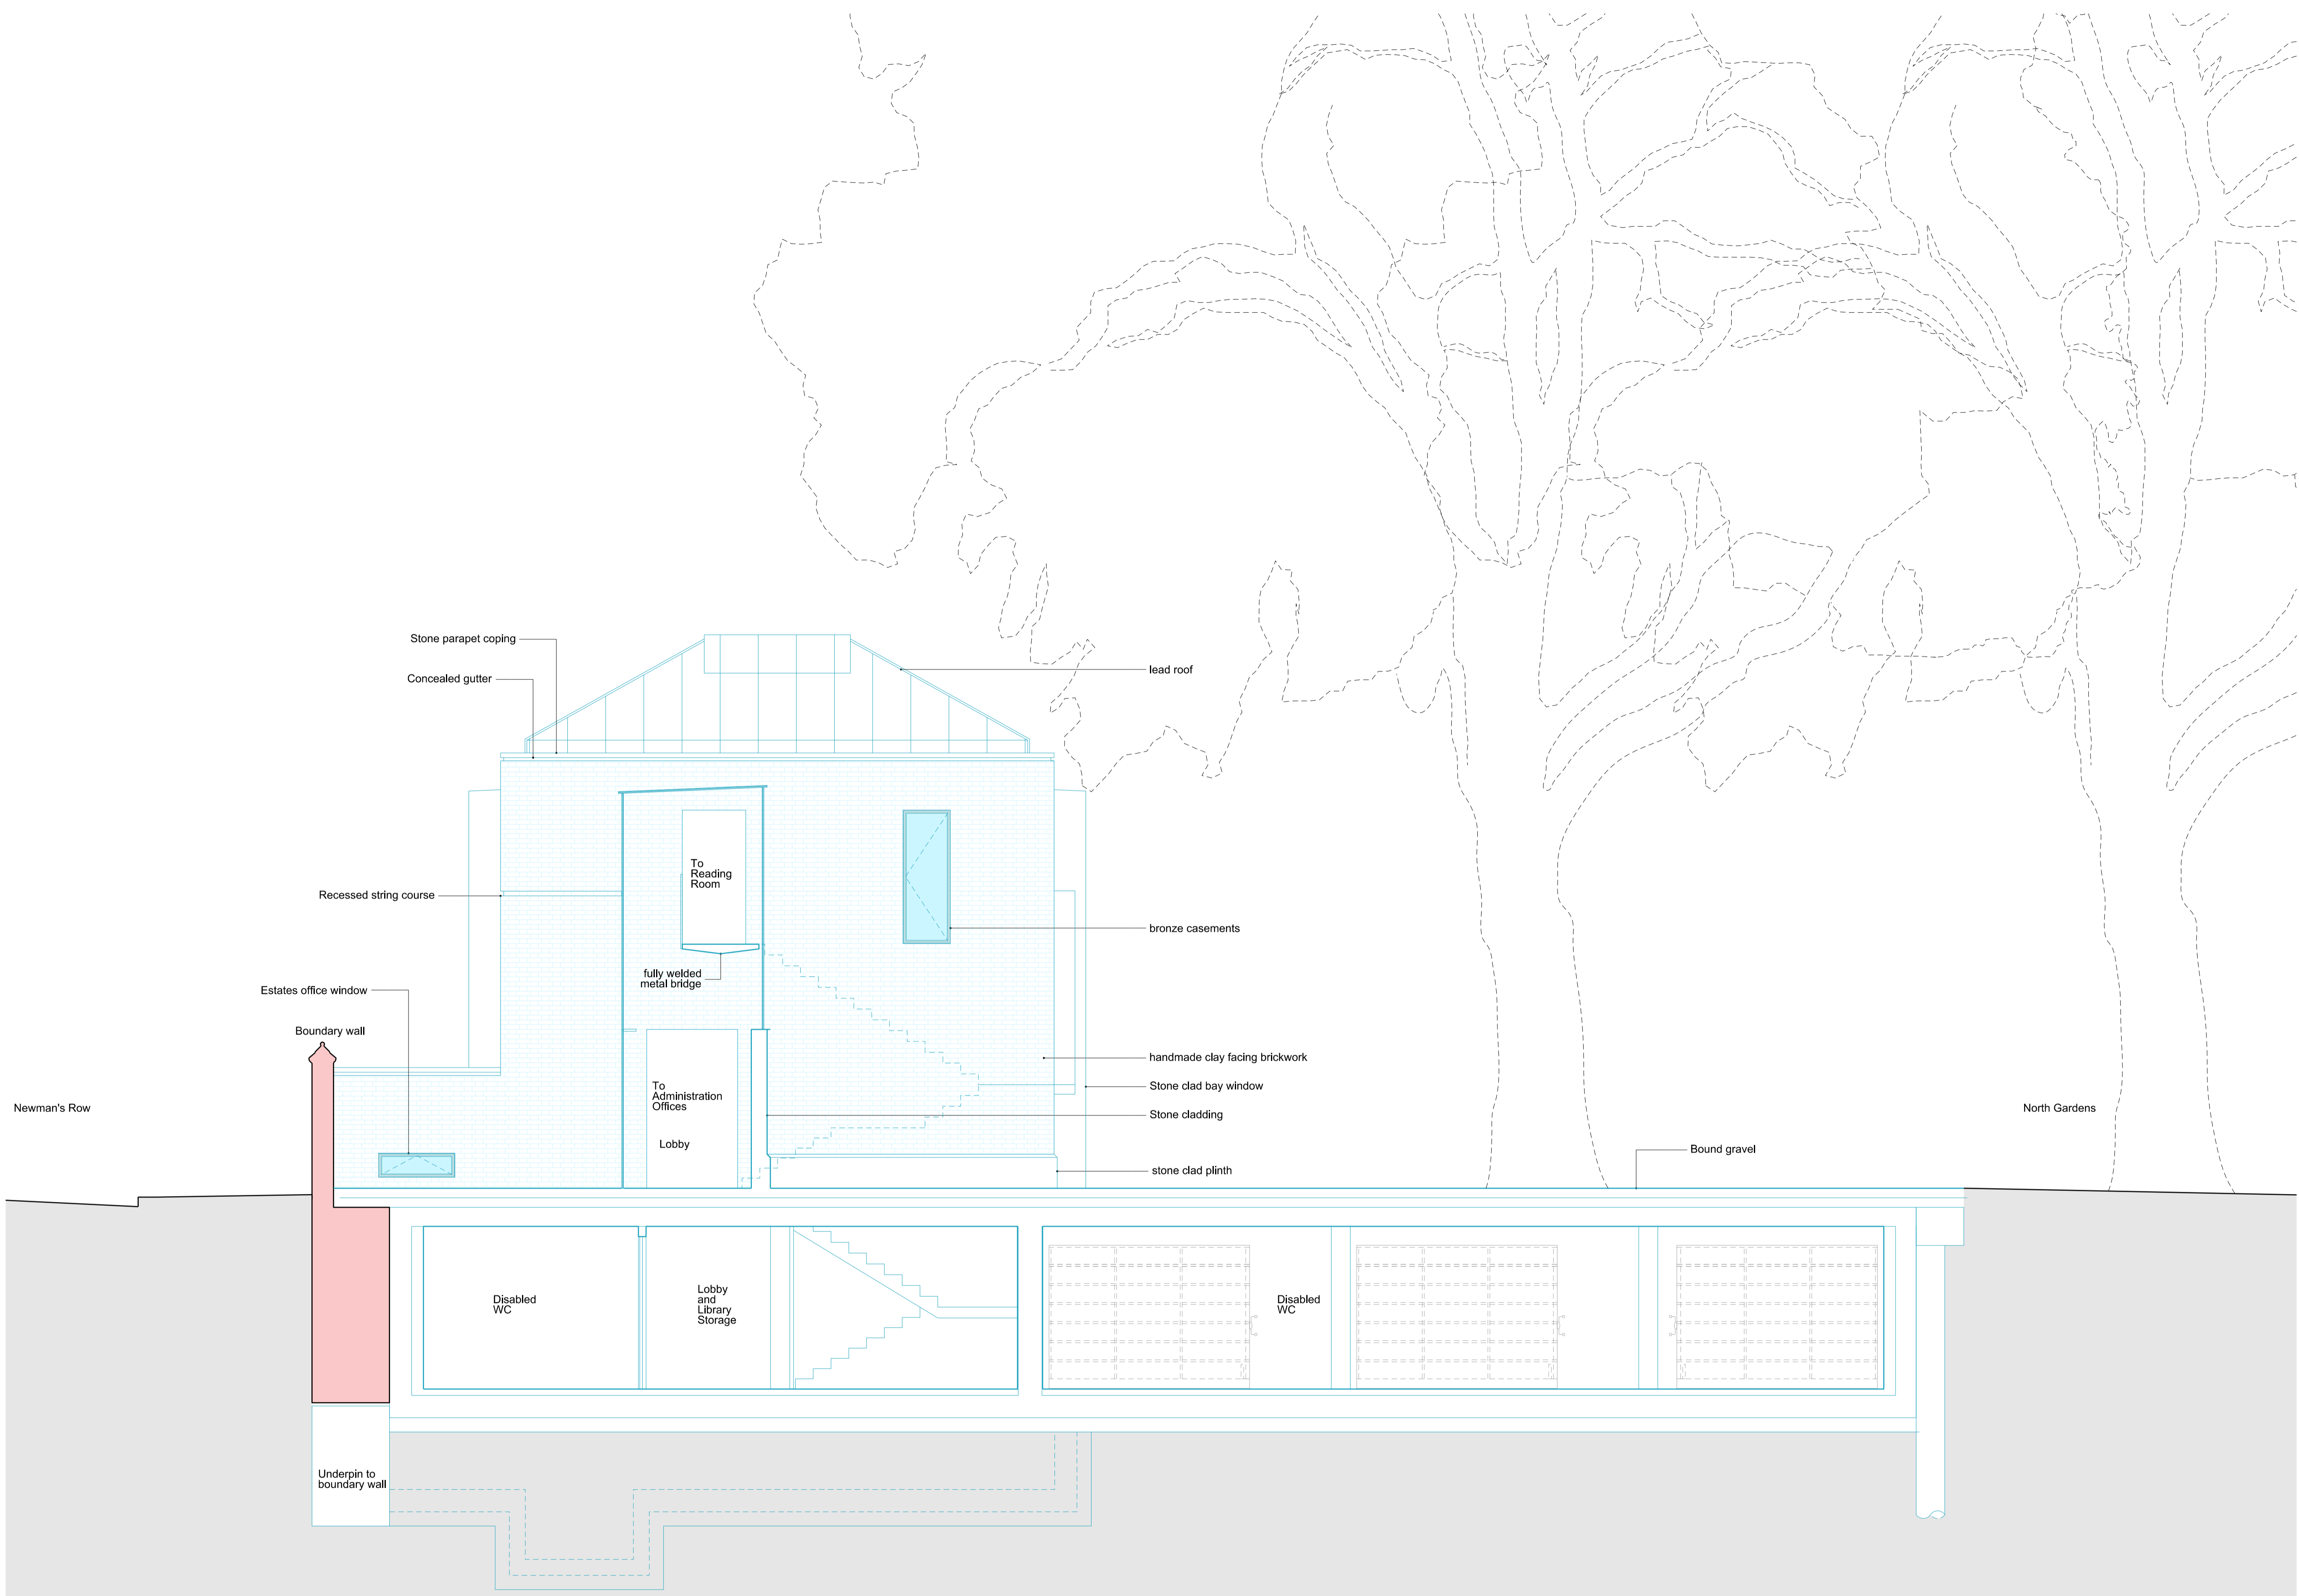 Stone parapet coping
lead roof
Concealed gutter
To
Reading
Room
Recessed string course
bronze casements
fully welded
metal bridge
Estates office window
Boundary wall
handmade clay facing brickwork
To
Administration
Offices
Stone clad bay window
Newman's Row
North Gardens
Stone cladding
Lobby
Bound gravel
stone clad plinth
Disabled
WC
Lobby
and
Library
Storage
Disabled
WC
Underpin to
boundary wall